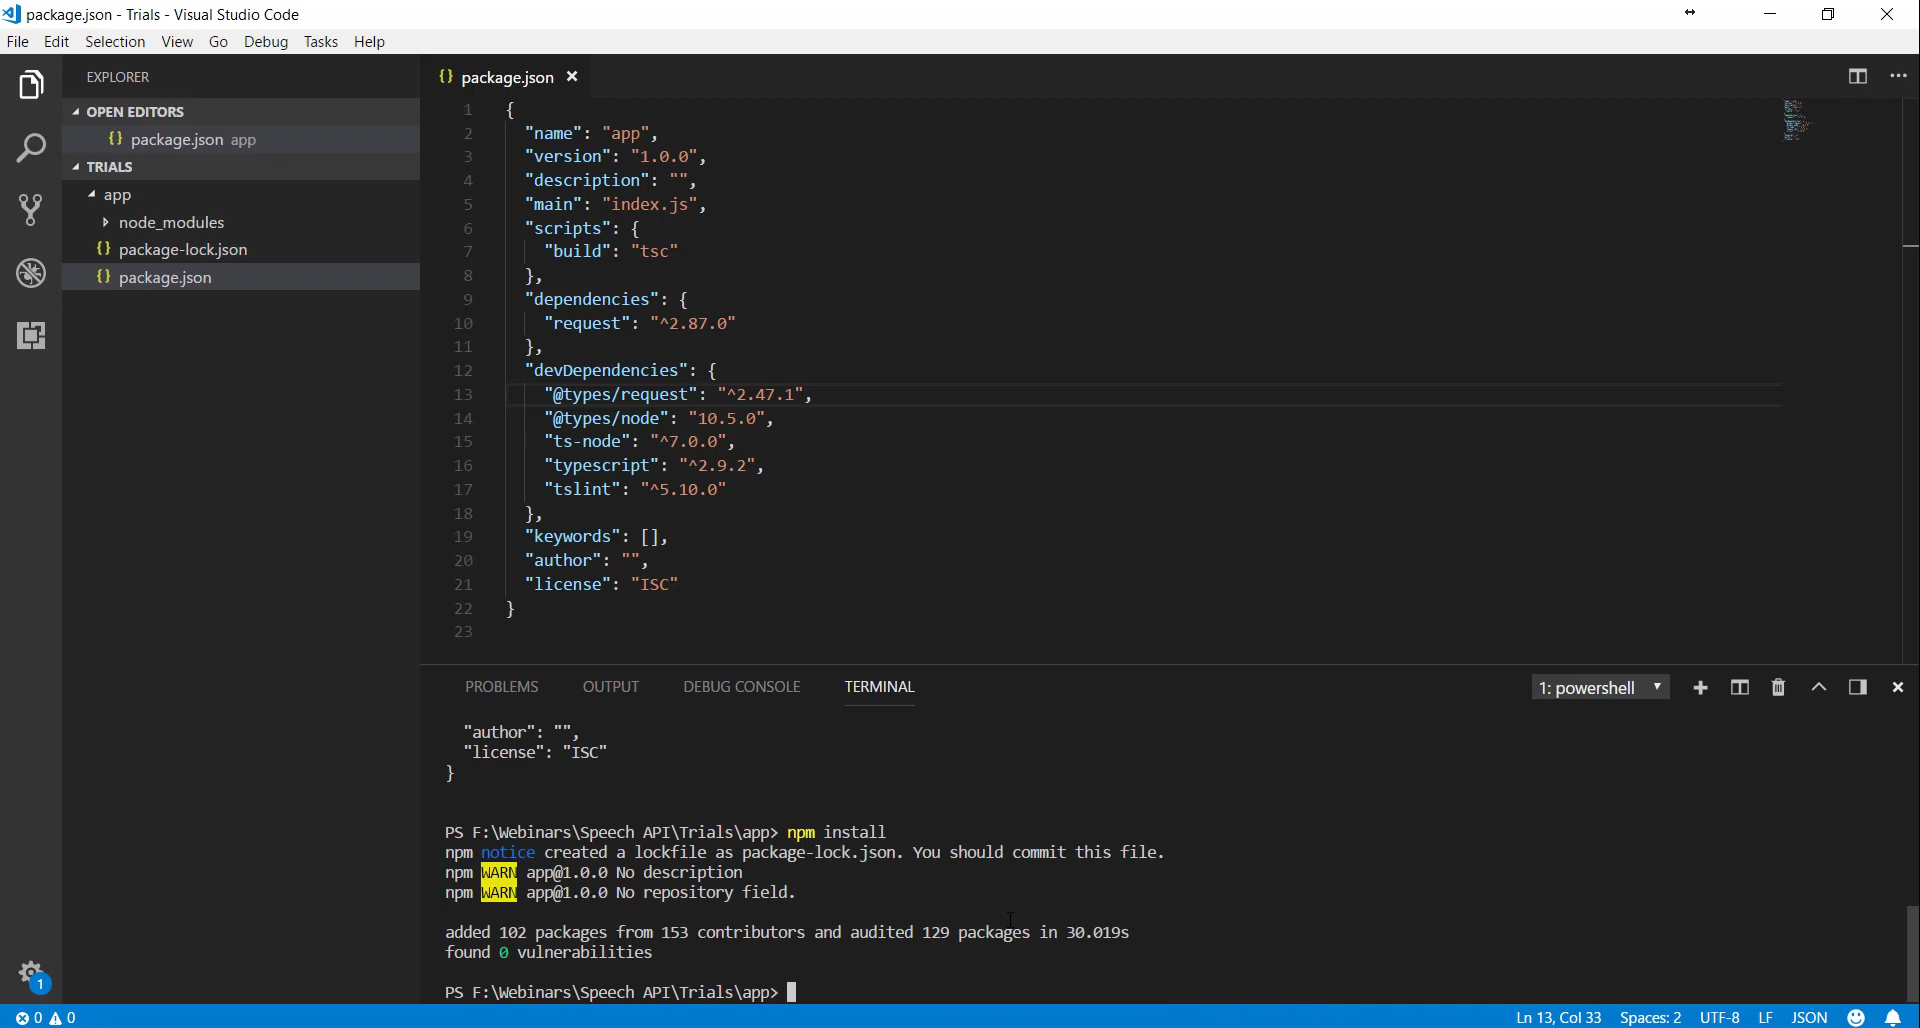 package.json - Trials - Visual Studio Code
File Edit Selection View Go Debug Tasks Help
EXPLORER
OPEN EDITORS
{} package.json app
TRIALS
app
node_modules
{} package-lock.json
{} package.json
1
{} package.json
1 {
2 "name": "app",
3 "version": "1.0.0",
4 "description": "",
5 "main": "index.js",
6 "scripts": {
7 "build": "tsc"
8 },
9 "dependencies": {
10 "request": "^2.87.0"
11 },
12 "devDependencies": {
13 "@types/request": "^2.47.1",
14 "@types/node": "10.5.0",
15 "ts-node": "^7.0.0",
16 "typescript": "^2.9.2",
17 "tslint": "^5.10.0"
18 },
19 "keywords": [],
20 "author": "",
21 "license": "ISC"
22 }
23
PROBLEMS OUTPUT DEBUG CONSOLE TERMINAL 1: powershell
"author": "",
"license": "ISC"
}
PS F:\Webinars\Speech API\Trials\app> npm install
npm notice created a lockfile as package-lock.json. You should commit this file.
npm WARN app@1.0.0 No description
npm WARN app@1.0.0 No repository field.
added 102 packages from 153 contributors and audited 129 packages in 30.019s
found 0 vulnerabilities
PS F:\Webinars\Speech API\Trials\app>
0 0 Ln 13, Col 33 Spaces: 2 UTF-8 LF JSON